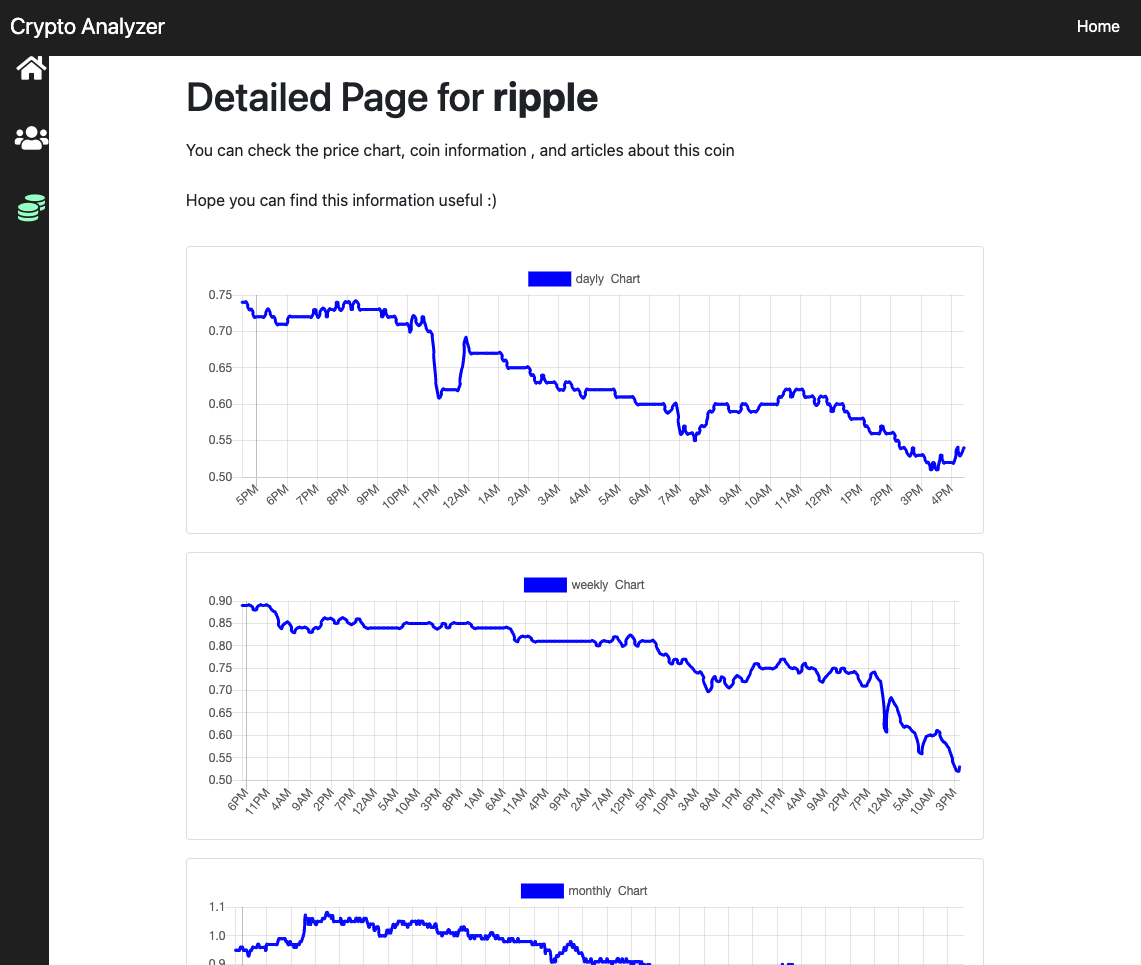 Crypto Analyzer
Home
Detailed Page for ripple
You can check the price chart, coin information , and articles about this coin
Hope you can find this information useful :)
dayly Chart
0.75
0.70
0.65
0.60
0.55
0.50
5PM 6PM 7PM 8PM 9PM 10PM 11PM 12AM 1AM 2AM 3AM 4AM 5AM 6AM 7AM 8AM 9AM 10AM 11AM 12PM 1PM 2PM 3PM 4PM
weekly Chart
0.90
0.85
0.80
0.75
0.70
0.65
0.60
0.55
0.50
6PM 11PM 4AM 9AM 2PM 7PM 12AM 5AM 10AM 3PM 8PM 1AM 6AM 11AM 4PM 9PM 2AM 7AM 12PM 5PM 10PM 3AM 8AM 1PM 6PM 11PM 4AM 9AM 2PM 7PM 12AM 5AM 10AM 3PM
monthly Chart
1.1
1.0
0.9